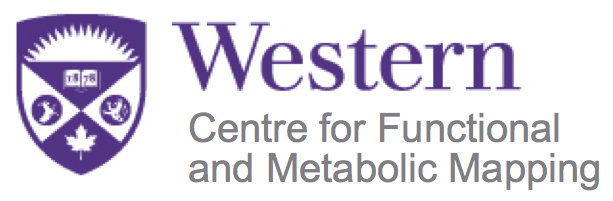 1878
Western
Centre for Functional
and Metabolic Mapping